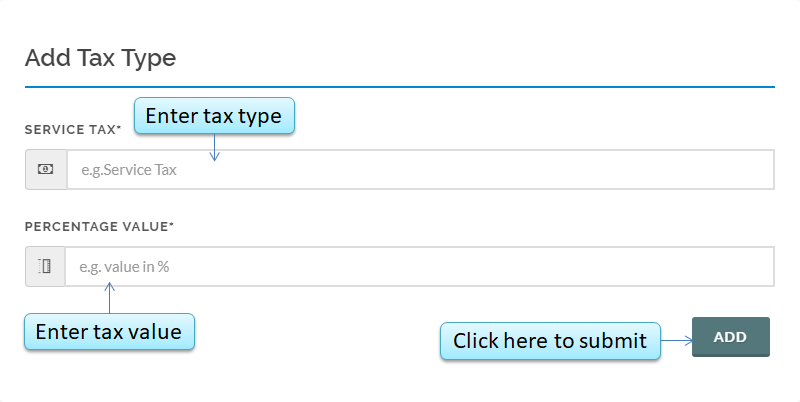 Add Tax Type
Enter tax type
SERVICE TAX*
e.g.Service Tax
PERCENTAGE VALUE*
e.g. value in %
Enter tax value
Click here to submit
ADD